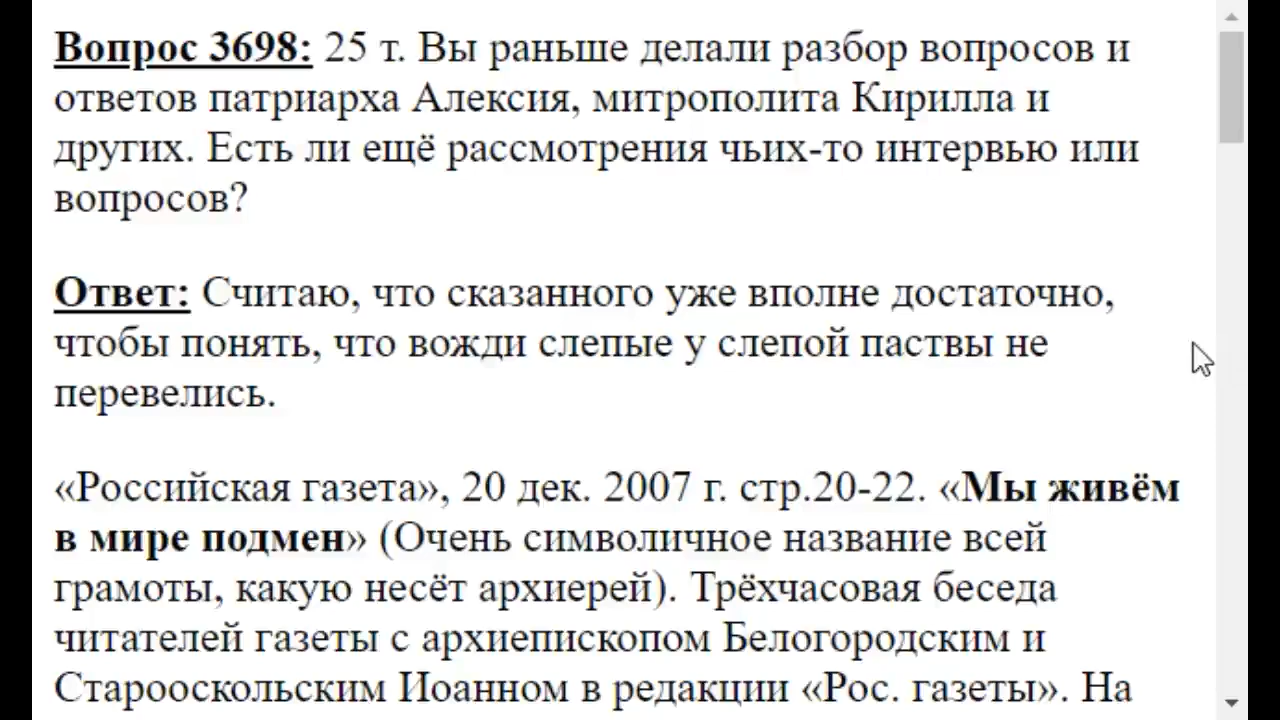 Вопрос 3698: 25 т. Вы раньше делали разбор вопросов и
ответов патриарха Алексия, митрополита Кирилла и
других. Есть ли ещё рассмотрения чьих-то интервью или
вопросов?
Ответ: Считаю, что сказанного уже вполне достаточно,
чтобы понять, что вожди слепые у слепой паствы не
перевелись.
«Российская газета», 20 дек. 2007 г. стр.20-22. «Мы живём
в мире подмен» (Очень символичное название всей
грамоты, какую несёт архиерей). Трёхчасовая беседа
читателей газеты с архиепископом Белогородским и
Старооскольским Иоанном в редакции «Рос. газеты». На